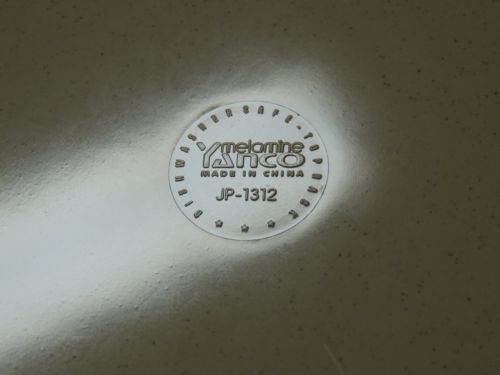 DISHWASHER SAFE-TOP RACK
melamine
YANCO
MADE IN CHINA
JP-1312